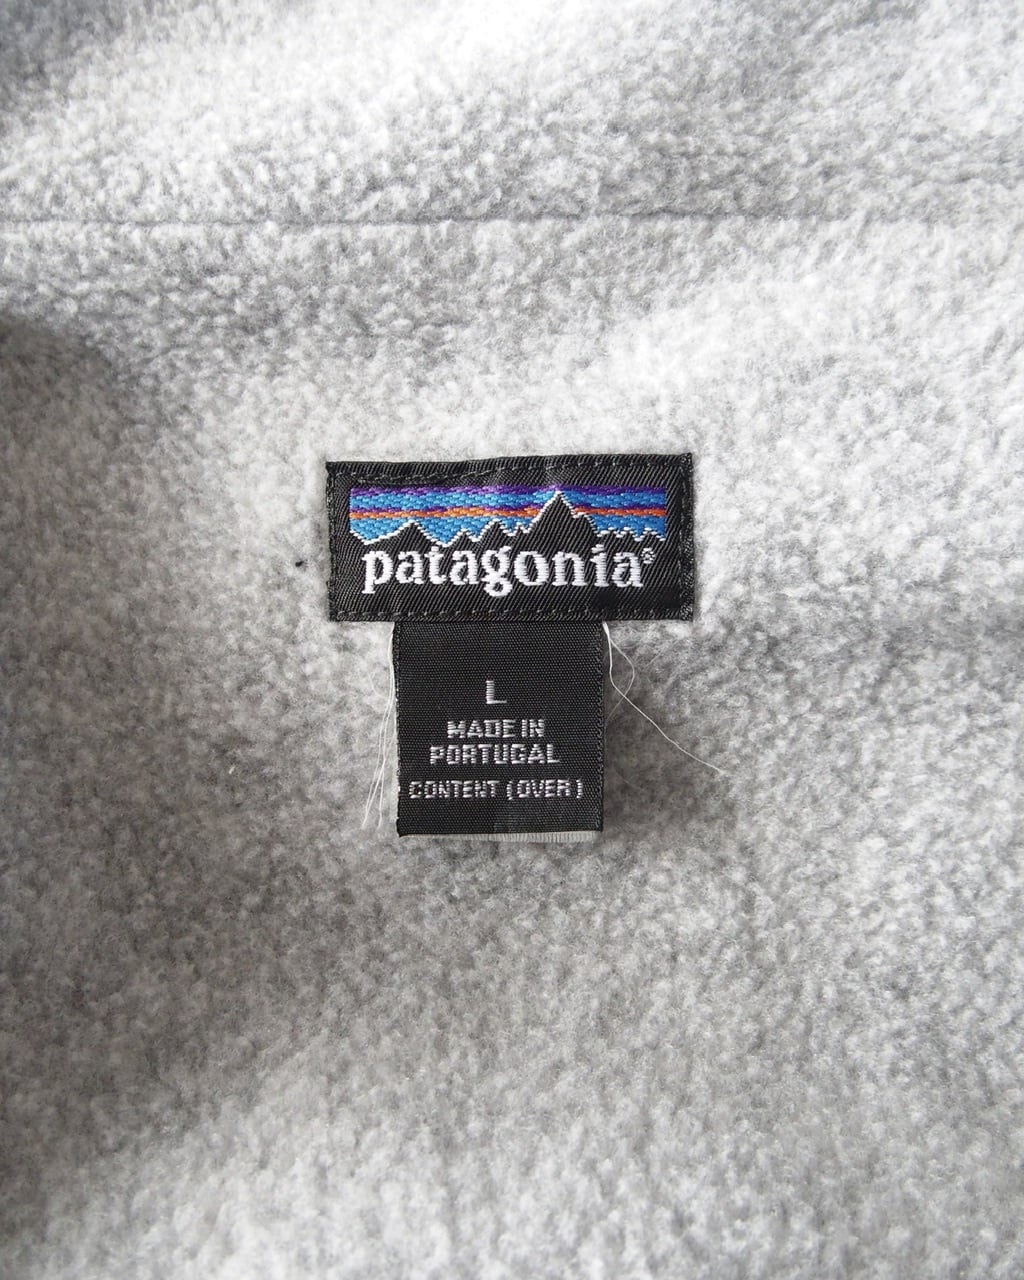 patagonia®
L
MADE IN
PORTUGAL
CONTENT (OVER)